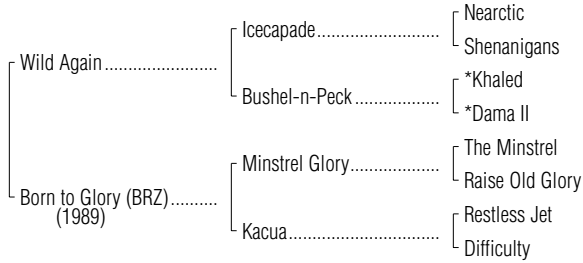 Nearctic
Icecapade
Shenanigans
Wild Again
*Khaled
Bushel-n-Peck
*Dama II
The Minstrel
Minstrel Glory
Raise Old Glory
Born to Glory (BRZ)
(1989)
Restless Jet
Kacua
Difficulty